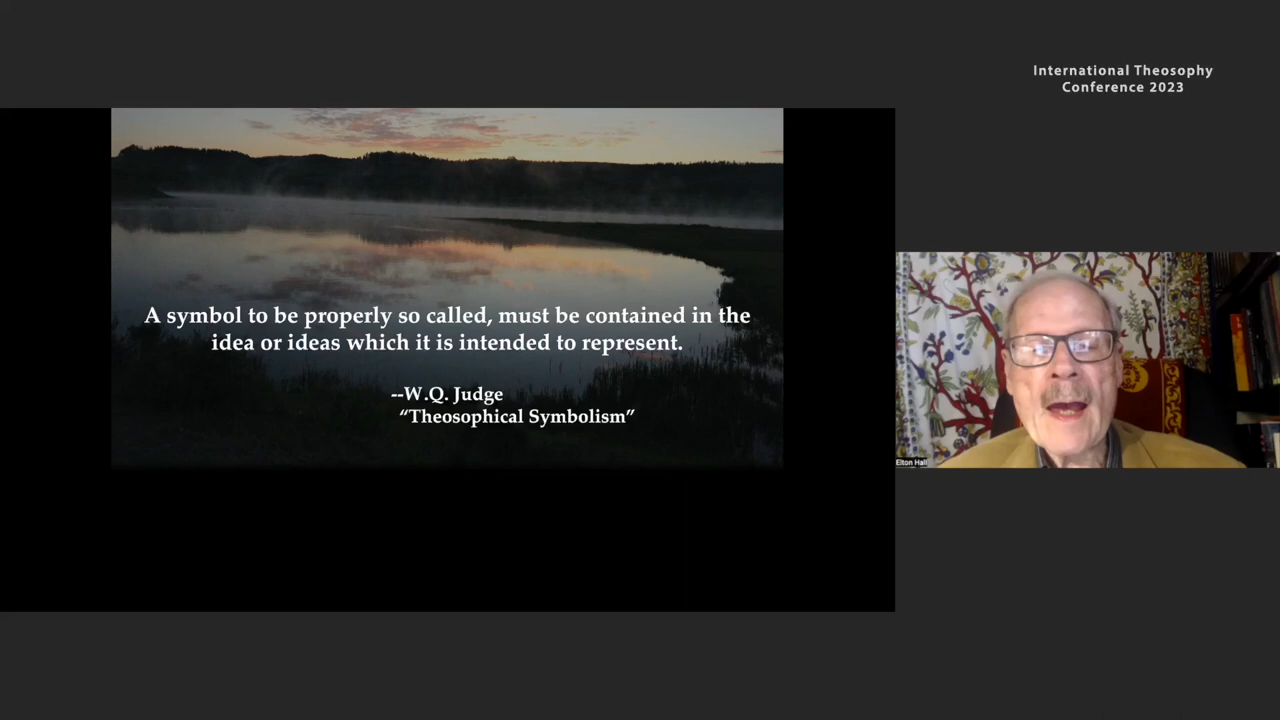 International Theosophy
Conference 2023
A symbol to be properly so called, must be contained in the
idea or ideas which it is intended to represent.
--W.Q. Judge
“Theosophical Symbolism”
Elton Hall